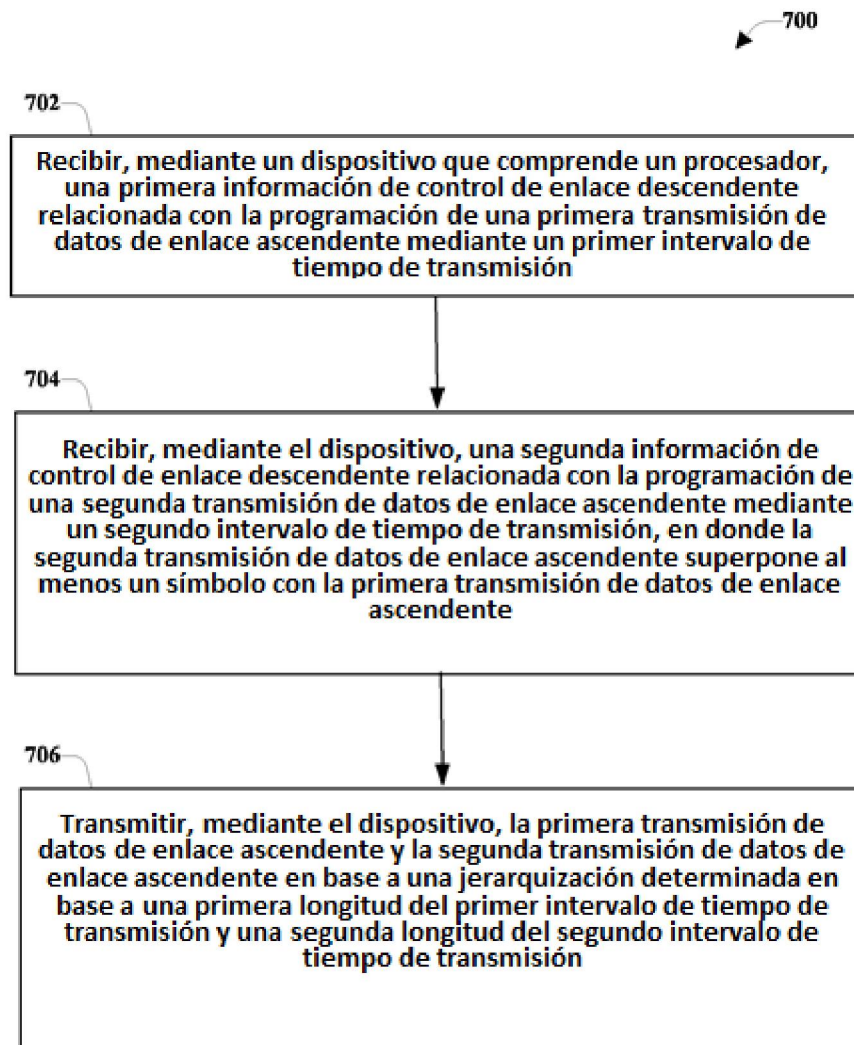 700
702
Recibir, mediante un dispositivo que comprende un procesador,
una primera información de control de enlace descendente
relacionada con la programación de una primera transmisión de
datos de enlace ascendente mediante un primer intervalo de
tiempo de transmisión
704
Recibir, mediante el dispositivo, una segunda información de
control de enlace descendente relacionada con la programación de
una segunda transmisión de datos de enlace ascendente mediante
un segundo intervalo de tiempo de transmisión, en donde la
segunda transmisión de datos de enlace ascendente superpone al
menos un símbolo con la primera transmisión de datos de enlace
ascendente
706
Transmitir, mediante el dispositivo, la primera transmisión de
datos de enlace ascendente y la segunda transmisión de datos de
enlace ascendente en base a una jerarquización determinada en
base a una primera longitud del primer intervalo de tiempo de
transmisión y una segunda longitud del segundo intervalo de
tiempo de transmisión